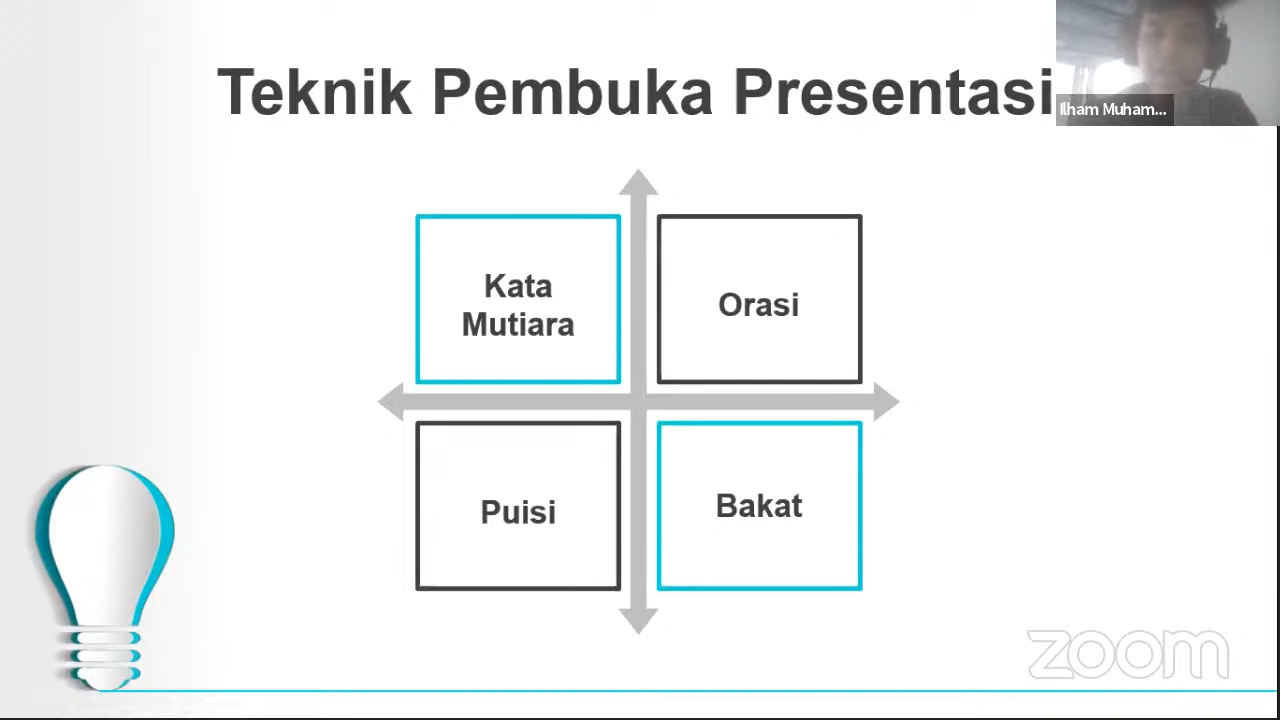 Teknik Pembuka Presentasi
Ilham Muham...
Kata
Mutiara
Orasi
Puisi
Bakat
zoom